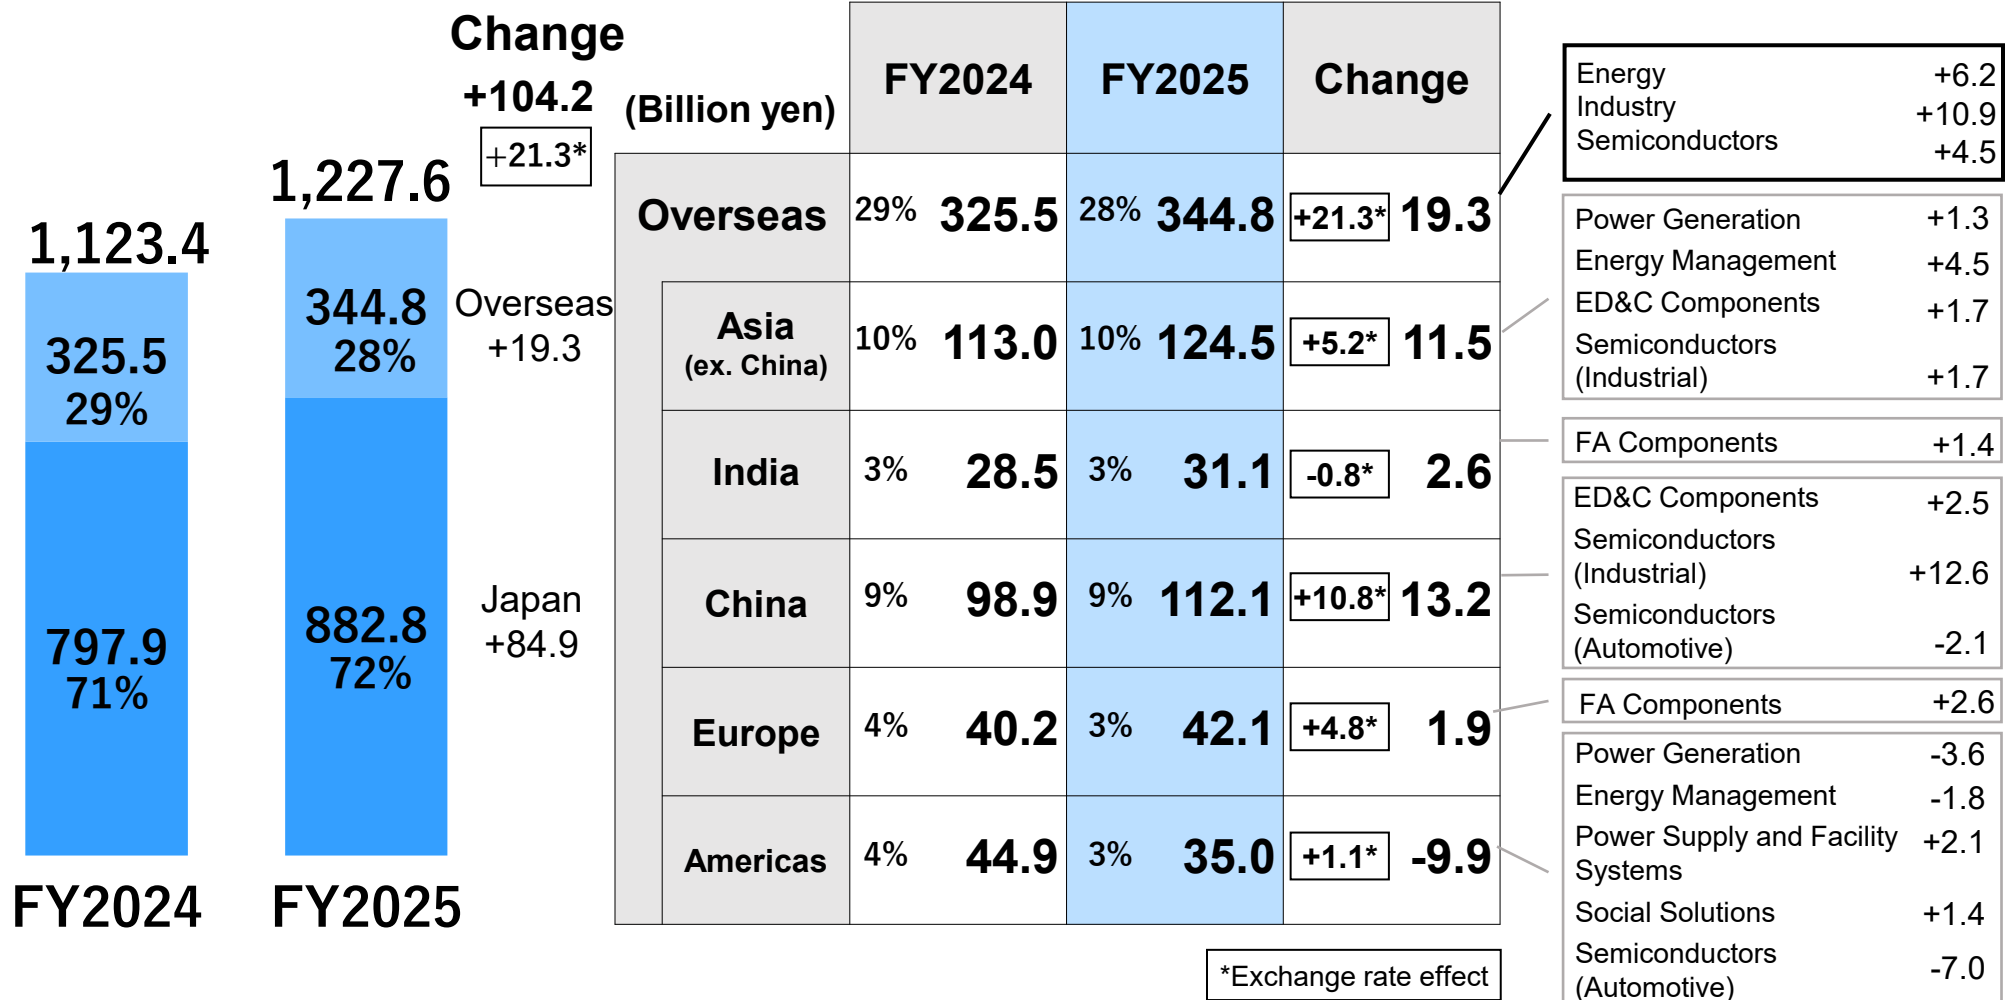 Change
+104.2
+21.3*
1,123.4
325.5
29%
797.9
71%
FY2024
1,227.6
344.8
28%
882.8
72%
FY2025
Overseas
+19.3
Japan
+84.9
(Billion yen) FY2024 FY2025 Change
Overseas 29% 325.5 28% 344.8 +21.3* 19.3
Asia
(ex. China) 10% 113.0 10% 124.5 +5.2* 11.5
India 3% 28.5 3% 31.1 -0.8* 2.6
China 9% 98.9 9% 112.1 +10.8* 13.2
Europe 4% 40.2 3% 42.1 +4.8* 1.9
Americas 4% 44.9 3% 35.0 +1.1* -9.9
*Exchange rate effect
Energy +6.2
Industry +10.9
Semiconductors +4.5
Power Generation +1.3
Energy Management +4.5
ED&C Components +1.7
Semiconductors
(Industrial) +1.7
FA Components +1.4
ED&C Components +2.5
Semiconductors
(Industrial) +12.6
Semiconductors
(Automotive) -2.1
FA Components +2.6
Power Generation -3.6
Energy Management -1.8
Power Supply and Facility +2.1
Systems
Social Solutions +1.4
Semiconductors
(Automotive) -7.0